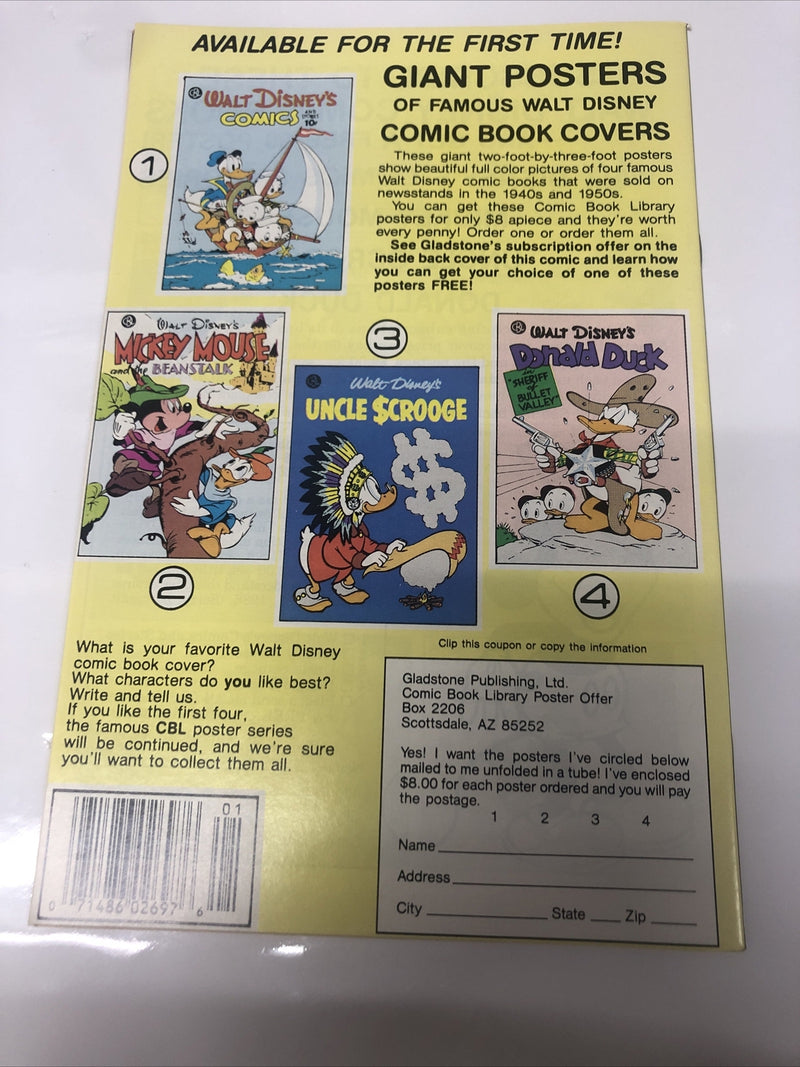 AVAILABLE FOR THE FIRST TIME!
GIANT POSTERS
OF FAMOUS WALT DISNEY
COMIC BOOK COVERS
These giant two-foot-by-three-foot posters
show beautiful full color pictures of four famous
Walt Disney comic books that were sold on
newsstands in the 1940s and 1950s.
You can get these Comic Book Library
posters for only $8 apiece and they're worth
every penny! Order one or order them all.
See Gladstone's subscription offer on the
inside back cover of this comic and learn how
you can get your choice of one of these
posters FREE!
1
WALT DISNEY'S
COMICS
AND
STORIES
10¢
2
WALT DISNEY'S
MICKEY MOUSE
and the BEANSTALK
3
Walt Disney's
UNCLE $CROOGE
4
WALT DISNEY'S
Donald Duck
in
"SHERIFF
of
BULLET
VALLEY"
What is your favorite Walt Disney
comic book cover?
What characters do you like best?
Write and tell us.
If you like the first four,
the famous CBL poster series
will be continued, and we're sure
you'll want to collect them all.
01
0 71486 02697 6
Clip this coupon or copy the information
Gladstone Publishing, Ltd.
Comic Book Library Poster Offer
Box 2206
Scottsdale, AZ 85252
Yes! I want the posters I've circled below
mailed to me unfolded in a tube! I've enclosed
$8.00 for each poster ordered and you will pay
the postage.
1 2 3 4
Name
Address
City State Zip